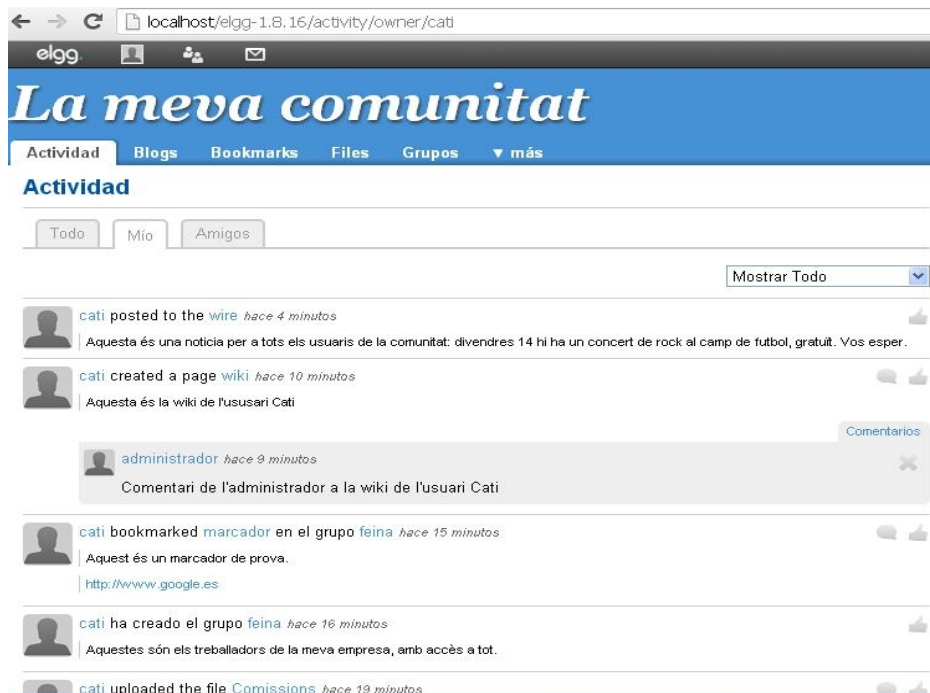 localhost/elgg-1.8.16/activity/owner/cati
elgg.
La meva comunitat
Actividad Blogs Bookmarks Files Grupos ▼ más
Actividad
Todo Mío Amigos
Mostrar Todo
cati posted to the wire hace 4 minutos
Aquesta és una noticia per a tots els usuaris de la comunitat: divendres 14 hi ha un concert de rock al camp de futbol, gratuït. Vos esper.
cati created a page wiki hace 10 minutos
Aquesta és la wiki de l'ususari Cati
Comentarios
administrador hace 9 minutos
Comentari de l'administrador a la wiki de l'usuari Cati
cati bookmarked marcador en el grupo feina hace 15 minutos
Aquest és un marcador de prova.
http://www.google.es
cati ha creado el grupo feina hace 16 minutos
Aquestes són els treballadors de la meva empresa, amb accès a tot.
cati uploaded the file Comissions hace 19 minutos